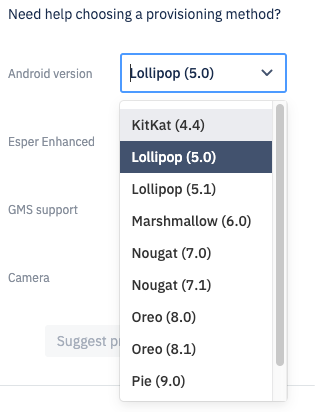 Need help choosing a provisioning method?
Android version
Lollipop (5.0)
KitKat (4.4)
Lollipop (5.0)
Esper Enhanced
Lollipop (5.1)
Marshmallow (6.0)
GMS support
Nougat (7.0)
Camera
Nougat (7.1)
Oreo (8.0)
Suggest
Oreo (8.1)
Pie (9.0)